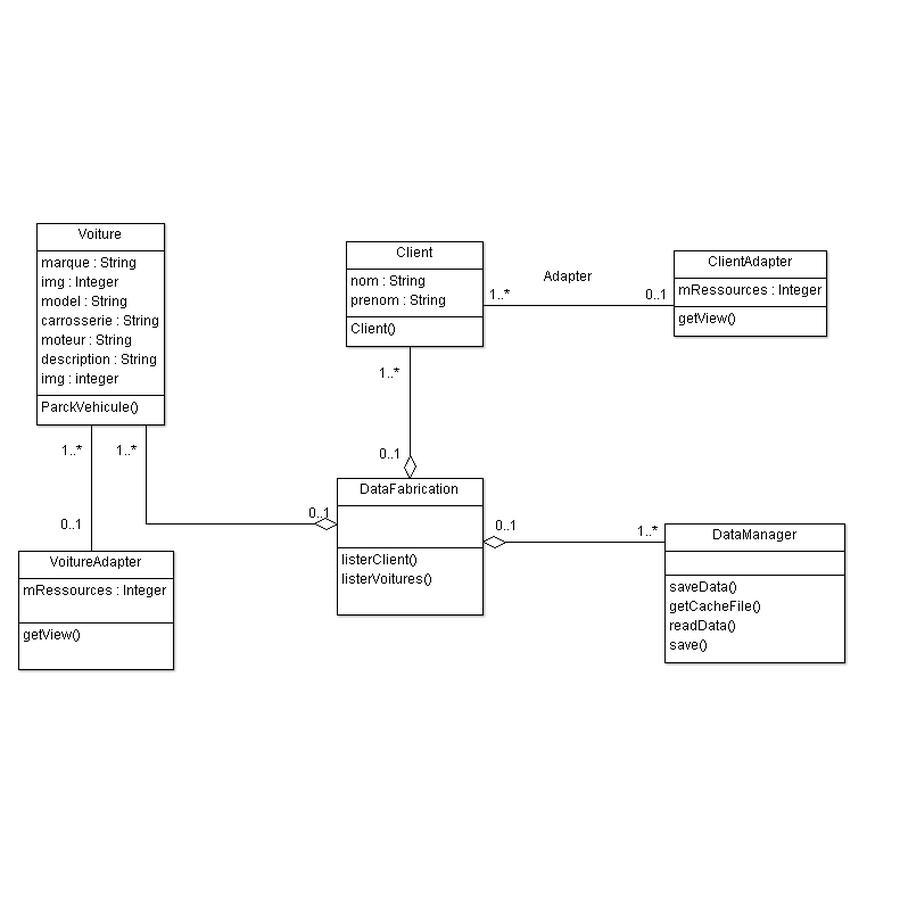 Voiture
marque : String
img : Integer
model : String
carrosserie : String
moteur : String
description : String
img : integer
ParckVehicule()
1..*
1..*
0..1
VoitureAdapter
mRessources : Integer
getView()
Client
nom : String
prenom : String
Client()
1..*
Adapter
0..1
ClientAdapter
mRessources : Integer
getView()
1..*
0..1
0..1
DataFabrication
listerClient()
listerVoitures()
0..1
1..*
DataManager
saveData()
getCacheFile()
readData()
save()